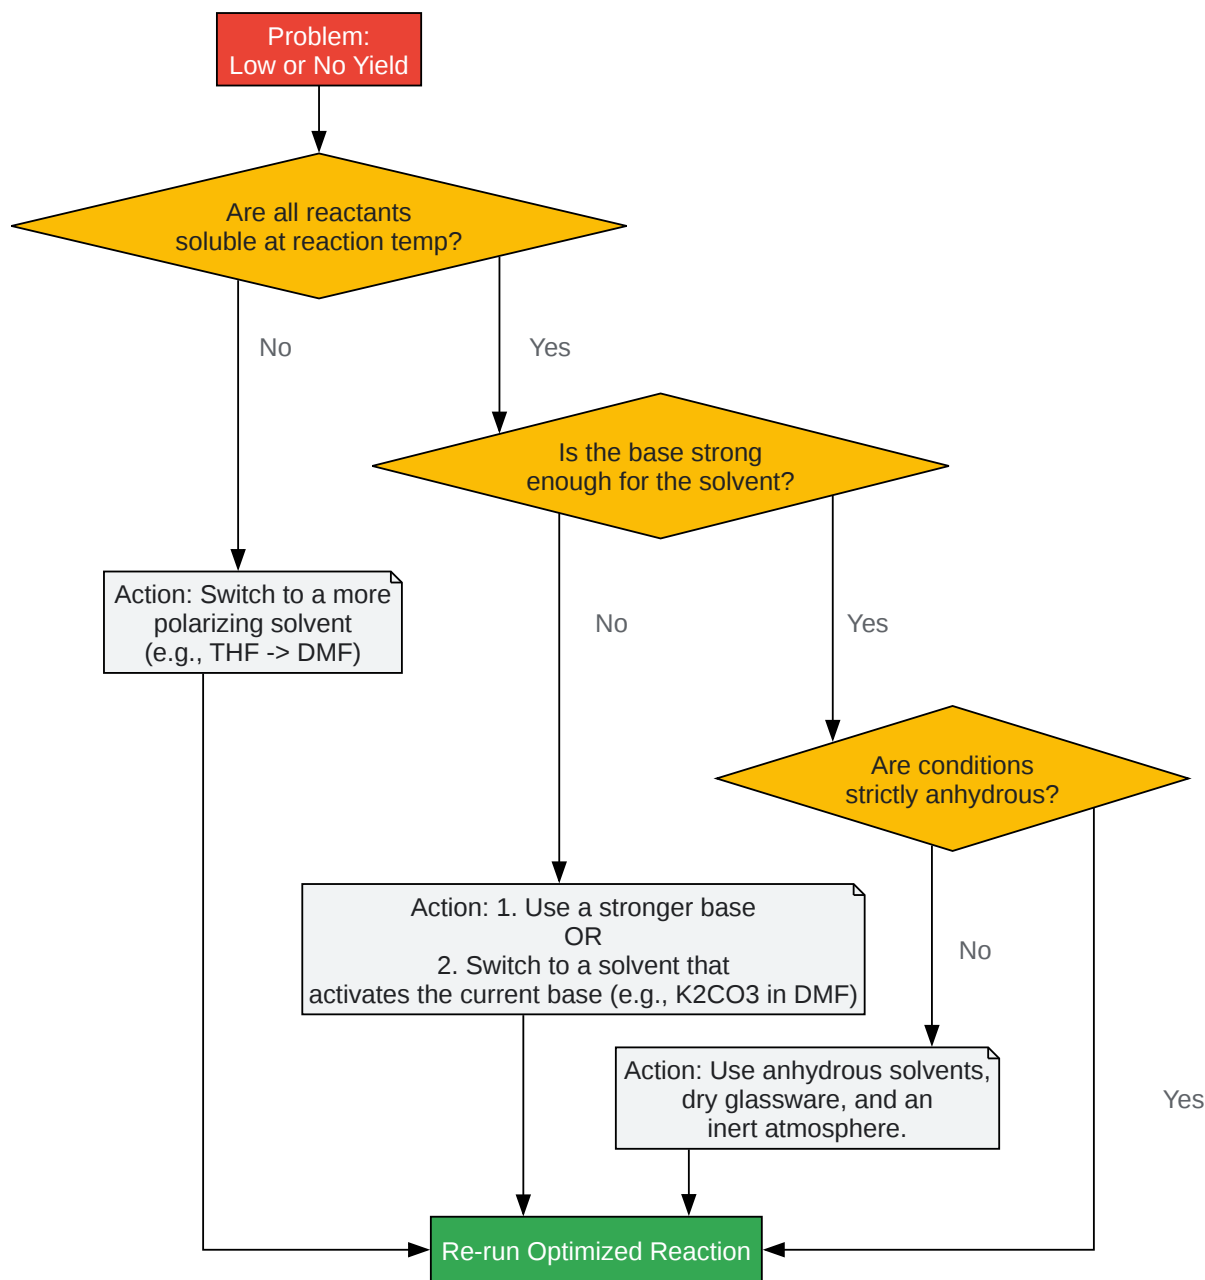 Problem:
Low or No Yield
Are all reactants
soluble at reaction temp?
No
Yes
Is the base strong
enough for the solvent?
Action: Switch to a more
polarizing solvent
(e.g., THF -> DMF)
No
Yes
Are conditions
strictly anhydrous?
Action: 1. Use a stronger base
OR
2. Switch to a solvent that
activates the current base (e.g., K2CO3 in DMF)
No
Action: Use anhydrous solvents,
dry glassware, and an
inert atmosphere.
Yes
Re-run Optimized Reaction